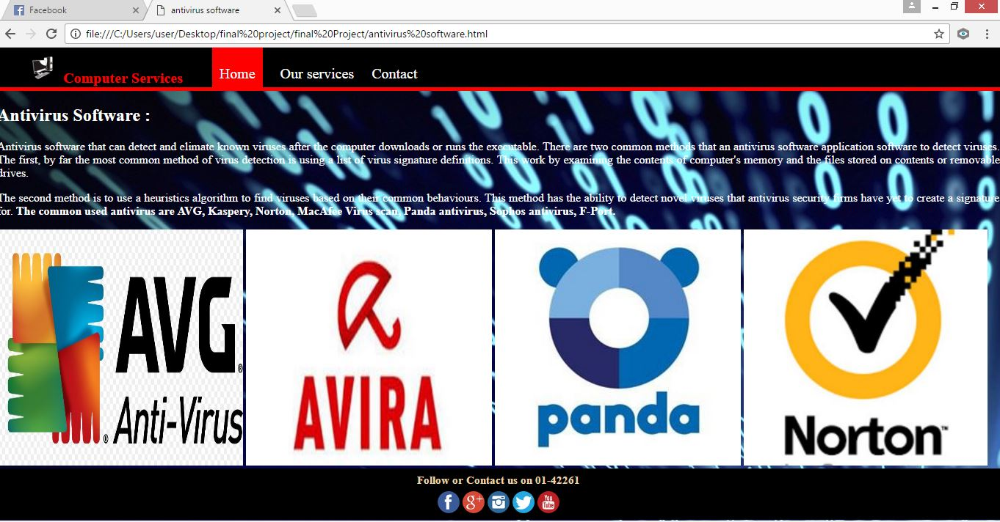 Facebook
antivirus software
file:///C:/Users/user/Desktop/final%20project/final%20Project/antivirus%20software.html
Computer Services
Home
Our services
Contact
Antivirus Software :
Antivirus software that can detect and elimate known viruses after the computer downloads or runs the executable. There are two common methods that an antivirus software application software to detect viruses.
The first, by far the most common method of virus detection is using a list of virus signature definitions. This work by examining the contents of computer's memory and the files stored on contents or removable
drives.
The second method is to use a heuristics algorithm to find viruses based on their common behaviours. This method has the ability to detect novel viruses that antivirus security firms have yet to create a signature
for. The common used antivirus are AVG, Kaspery, Norton, MacAfee Virus scan, Panda antivirus, Sophos antivirus, F-Port.
AVG®
® Anti-Virus
AVIRA
panda
Norton™
Follow or Contact us on 01-42261
f
g+
You
Tube